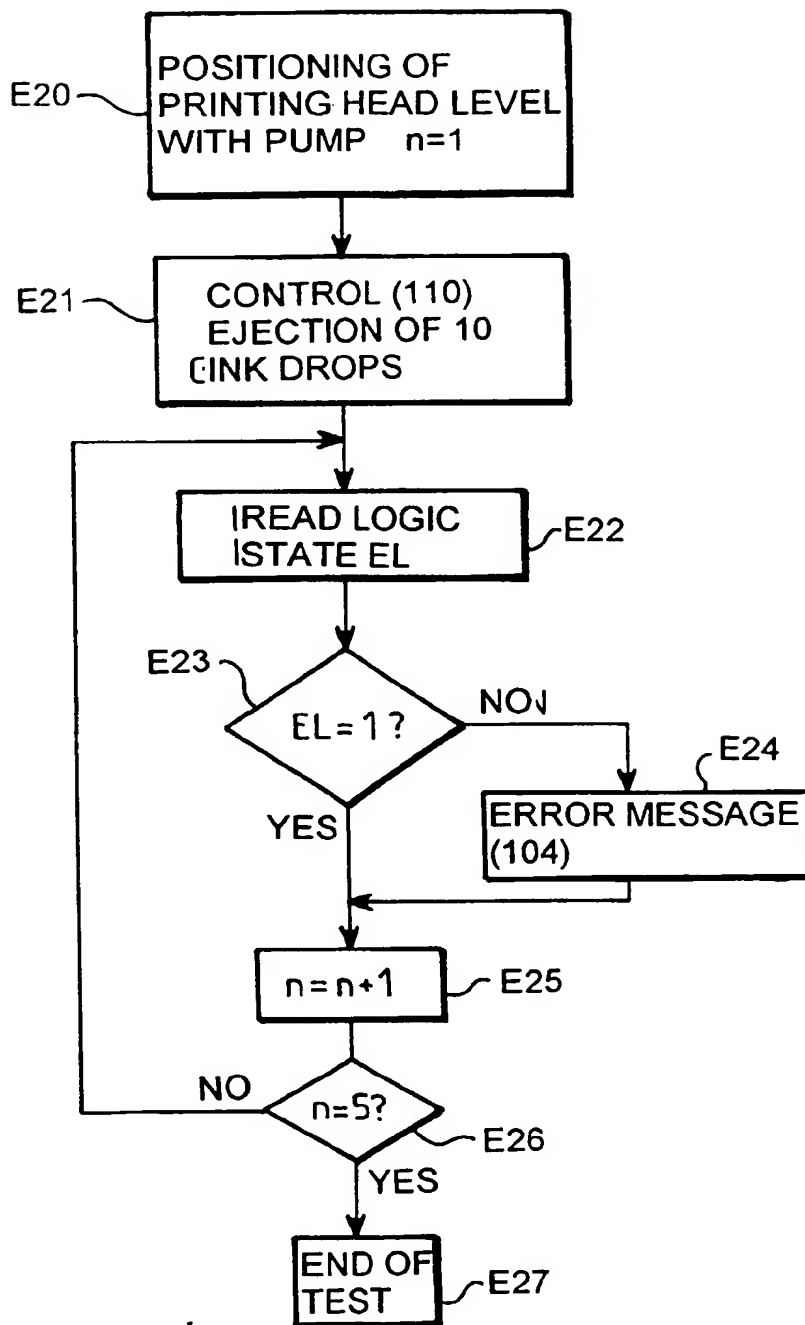 E20
POSITIONING OF
PRINTING HEAD LEVEL
WITH PUMP n=1
E21
CONTROL (110)
EJECTION OF 10
INK DROPS
READ LOGIC
STATE EL
E22
E23
EL=1?
NON
YES
E24
ERROR MESSAGE
(104)
n=n+1
E25
NO
n=5?
E26
YES
END OF
TEST
E27